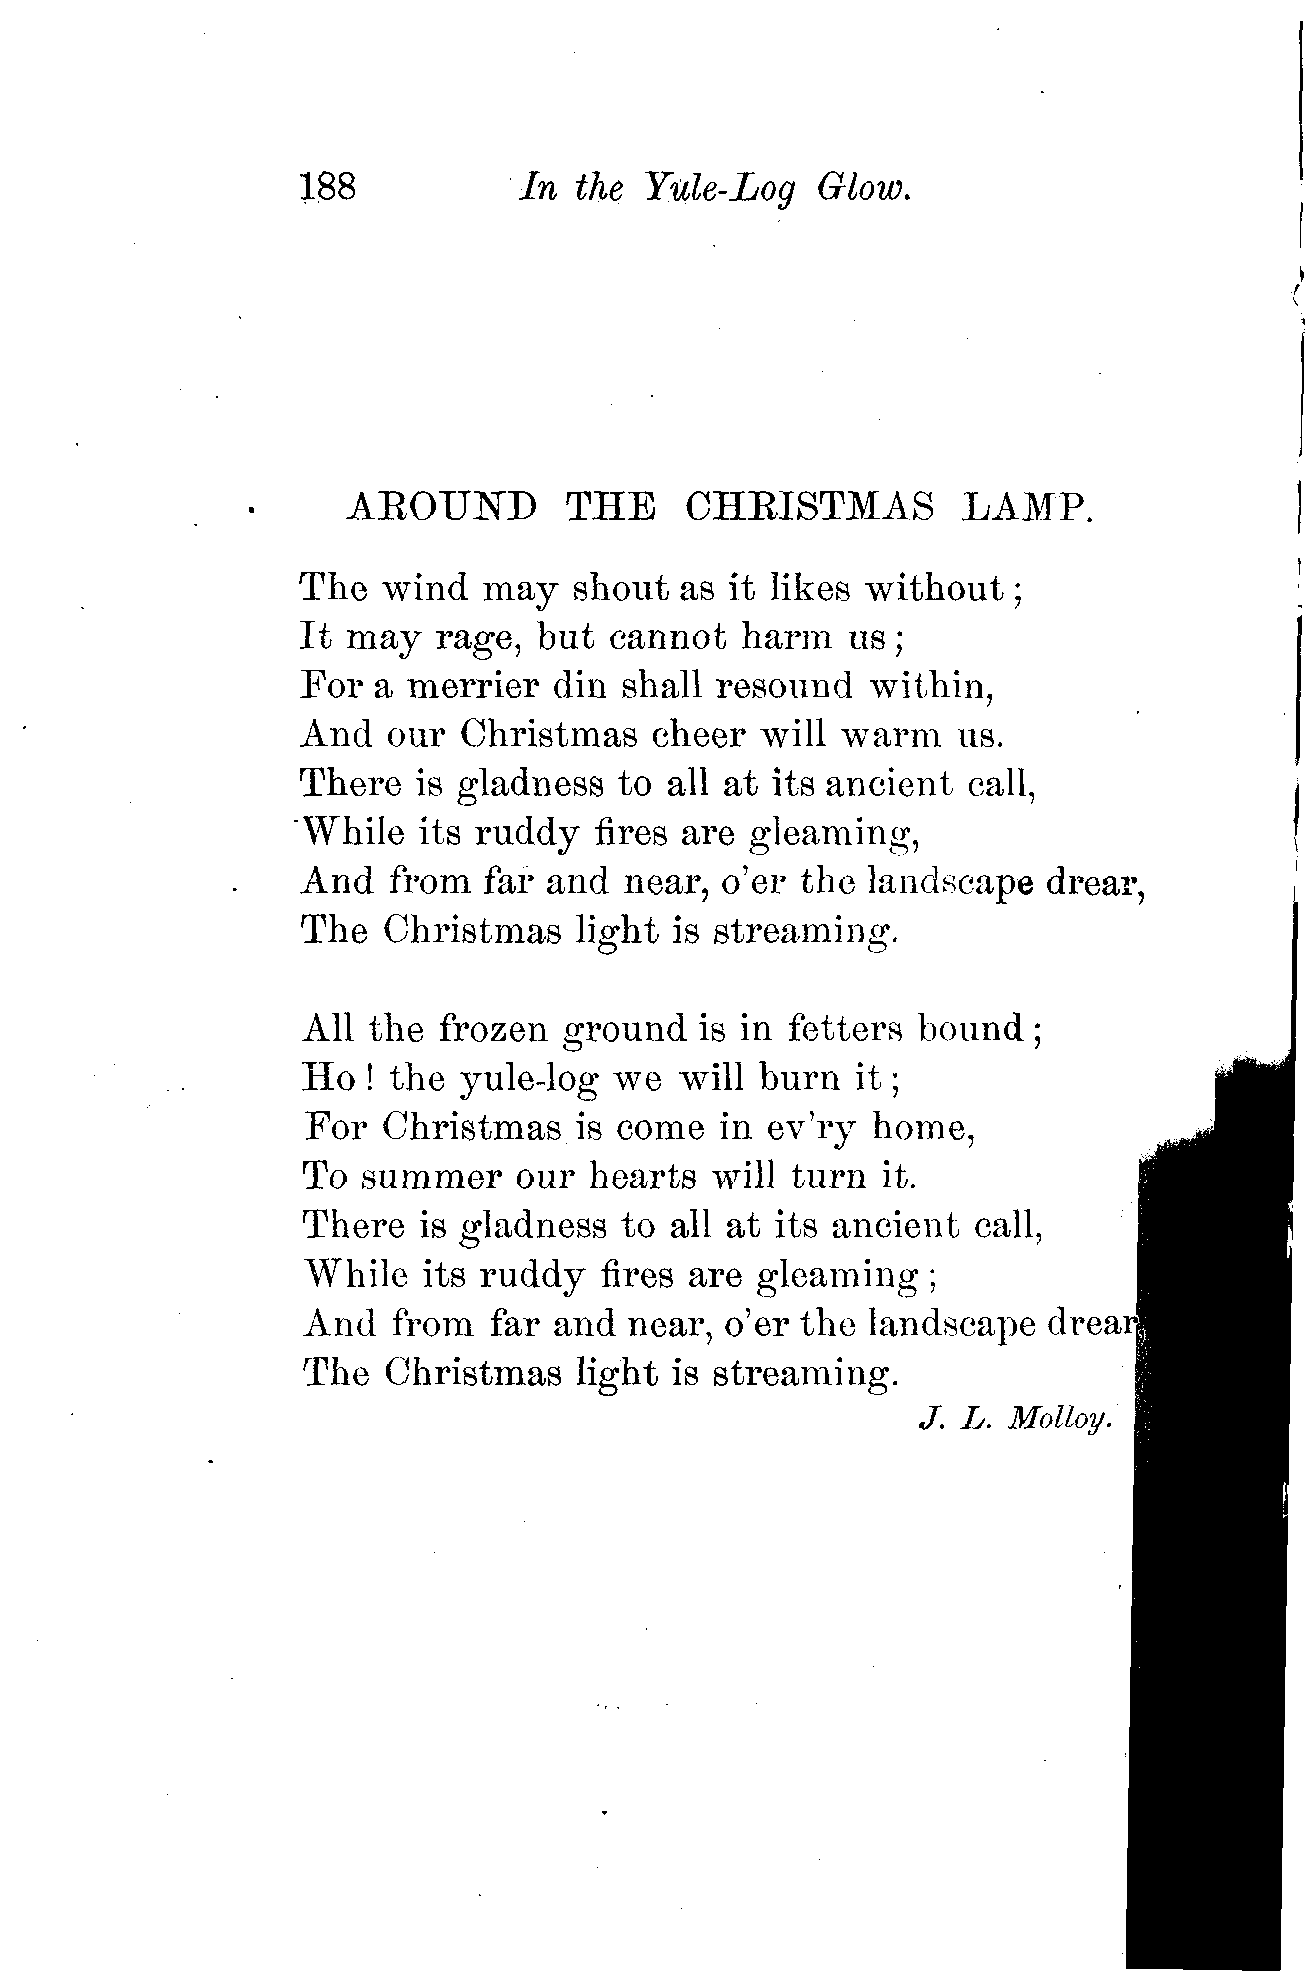 188 In the Yule-Log Glow.
AROUND THE CHRISTMAS LAMP.
The wind may shout as it likes without;
It may rage, but cannot harm us;
For a merrier din shall resound within,
And our Christmas cheer will warm us.
There is gladness to all at its ancient call,
While its ruddy fires are gleaming,
And from far and near, o'er the landscape drear,
The Christmas light is streaming.
All the frozen ground is in fetters bound;
Ho! the yule-log we will burn it;
For Christmas is come in ev'ry home,
To summer our hearts will turn it.
There is gladness to all at its ancient call,
While its ruddy fires are gleaming;
And from far and near, o'er the landscape drear,
The Christmas light is streaming.
J. L. Molloy.